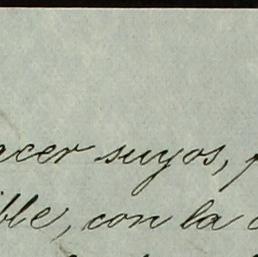 acer suyos,
ible, con la